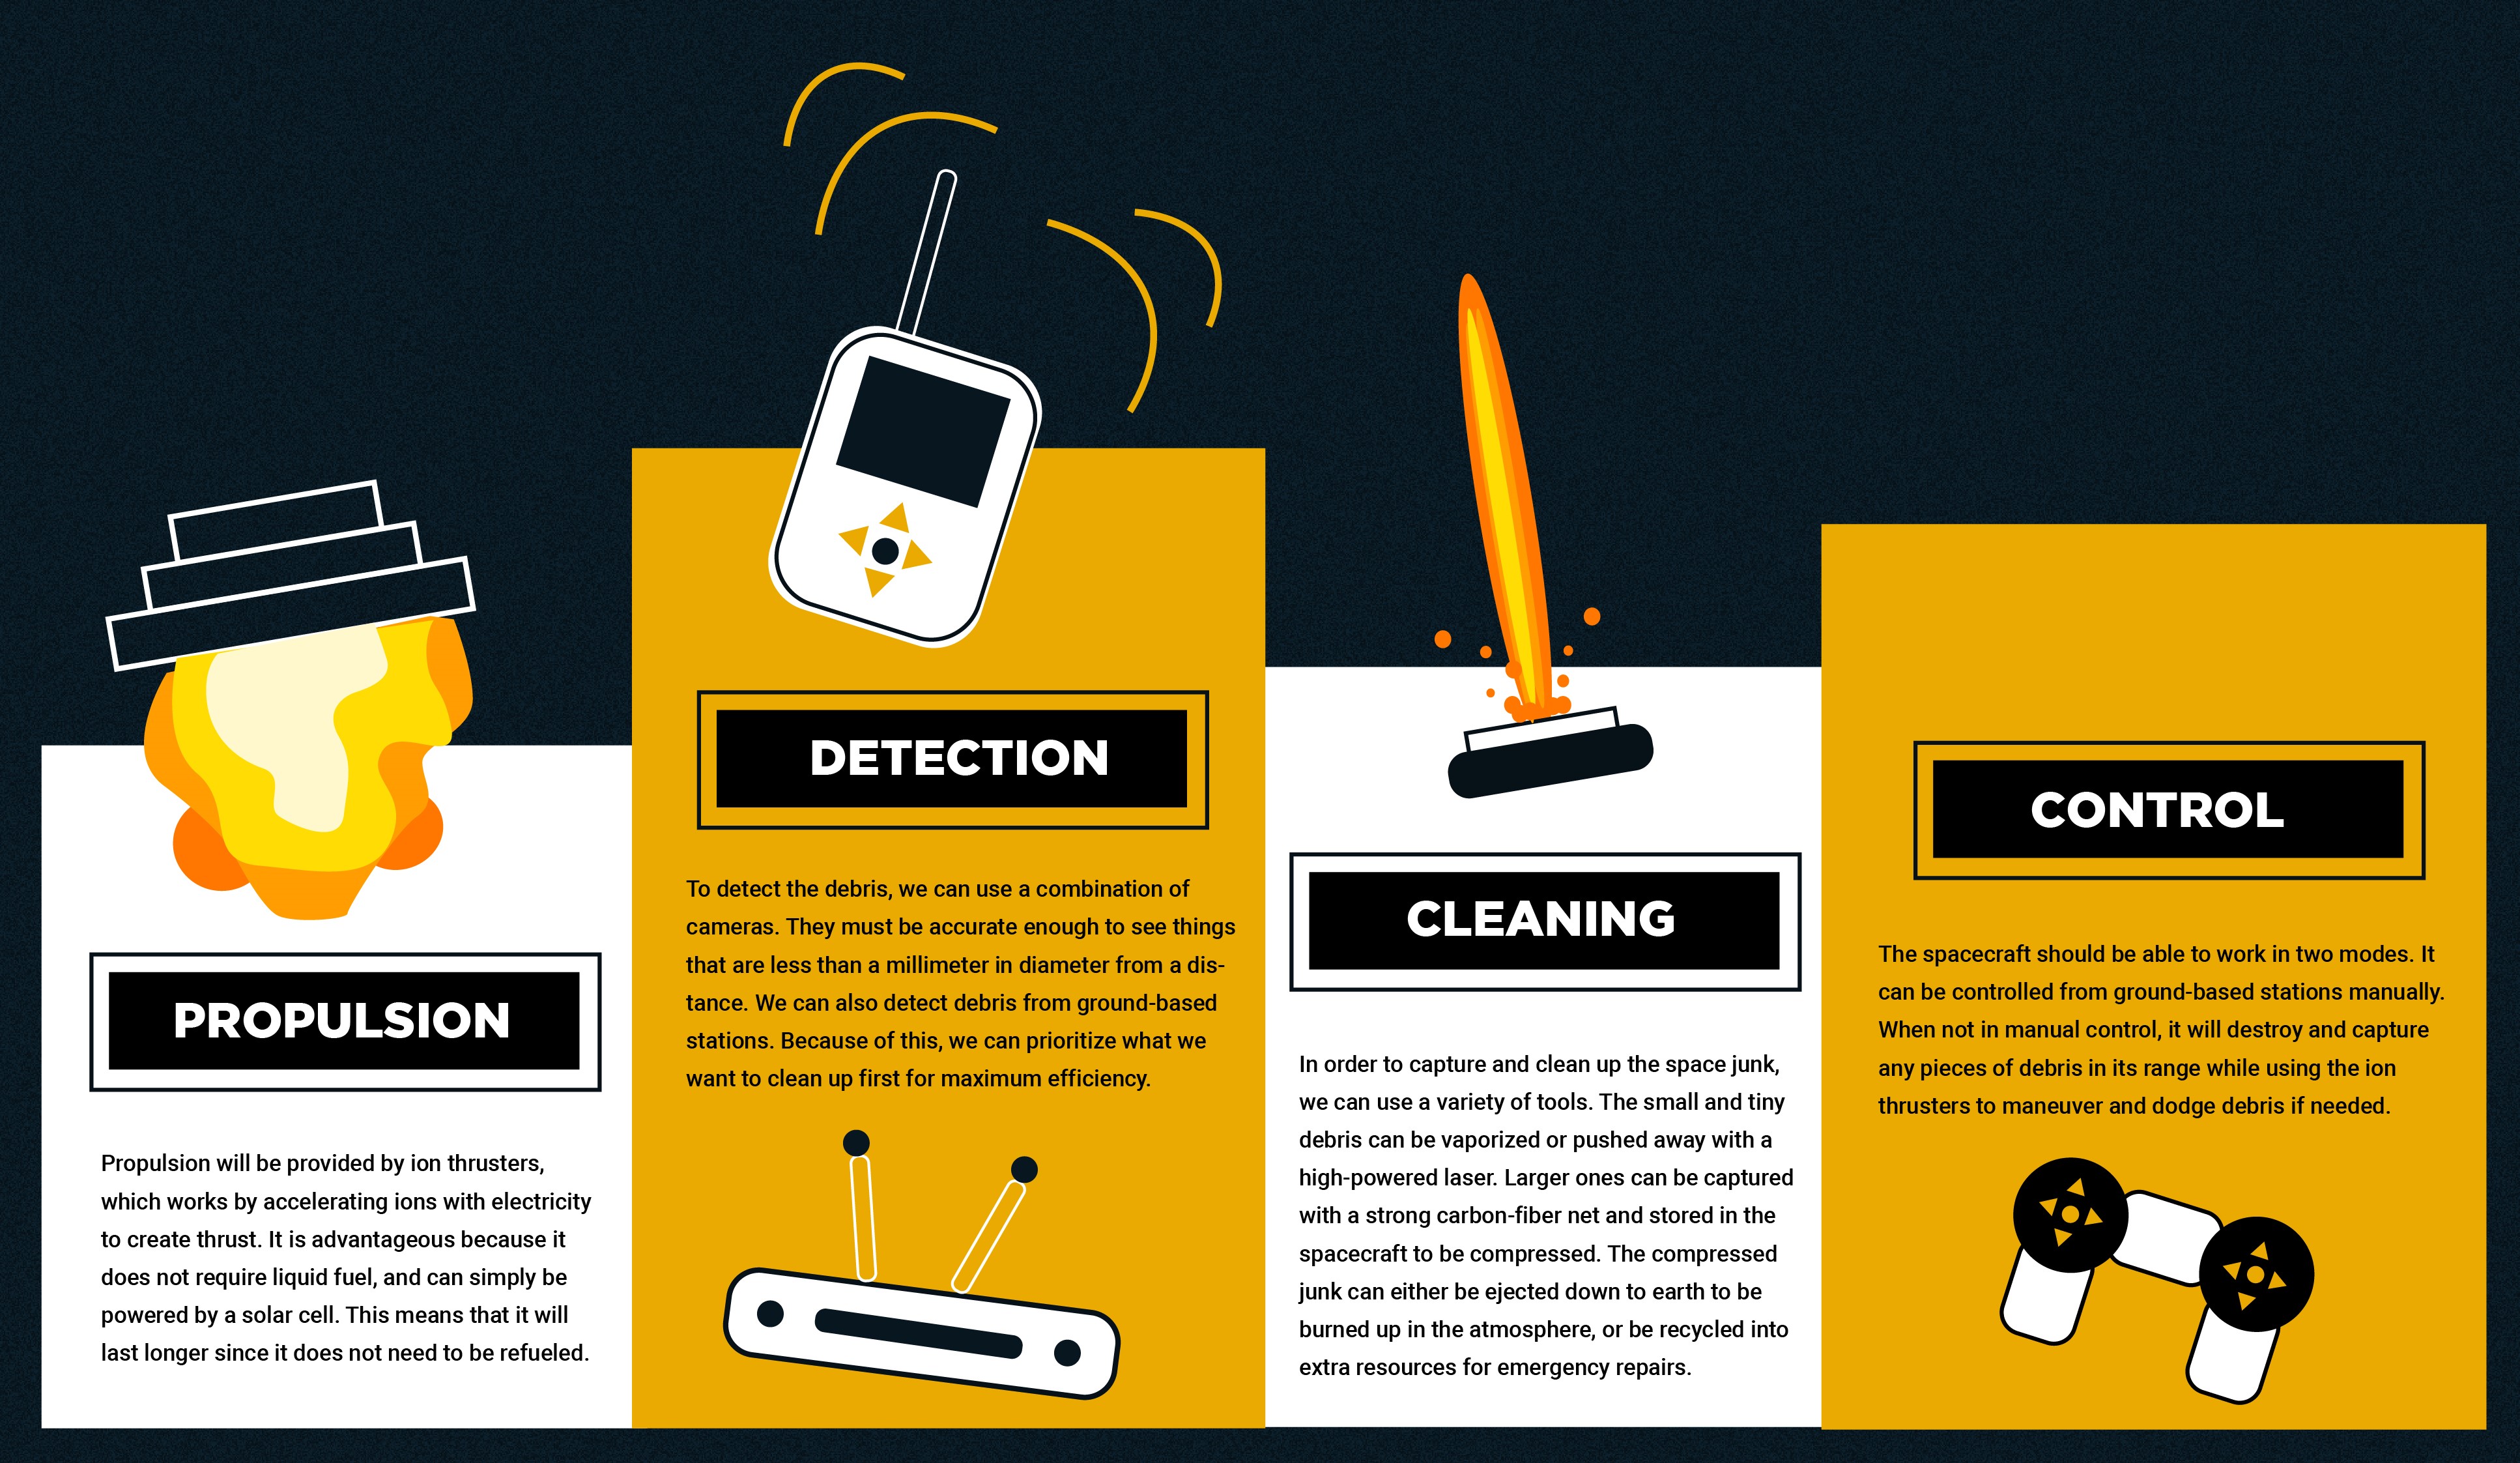 PROPULSION
Propulsion will be provided by ion thrusters,
which works by accelerating ions with electricity
to create thrust. It is advantageous because it
does not require liquid fuel, and can simply be
powered by a solar cell. This means that it will
last longer since it does not need to be refueled.
DETECTION
To detect the debris, we can use a combination of
cameras. They must be accurate enough to see things
that are less than a millimeter in diameter from a dis-
tance. We can also detect debris from ground-based
stations. Because of this, we can prioritize what we
want to clean up first for maximum efficiency.
CLEANING
In order to capture and clean up the space junk,
we can use a variety of tools. The small and tiny
debris can be vaporized or pushed away with a
high-powered laser. Larger ones can be captured
with a strong carbon-fiber net and stored in the
spacecraft to be compressed. The compressed
junk can either be ejected down to earth to be
burned up in the atmosphere, or be recycled into
extra resources for emergency repairs.
CONTROL
The spacecraft should be able to work in two modes. It
can be controlled from ground-based stations manually.
When not in manual control, it will destroy and capture
any pieces of debris in its range while using the ion
thrusters to maneuver and dodge debris if needed.